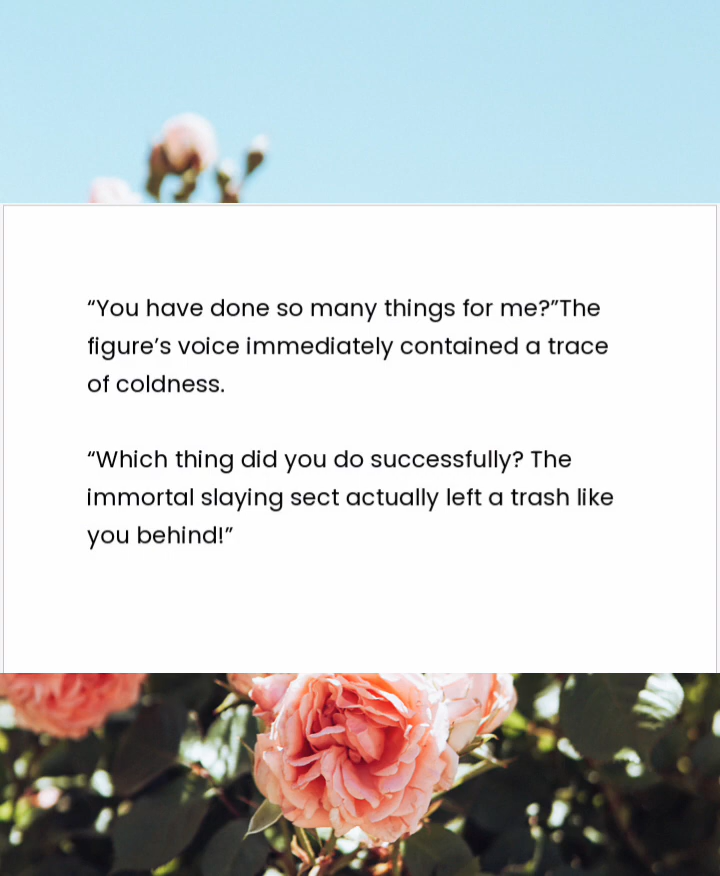 “You have done so many things for me?”The
figure’s voice immediately contained a trace
of coldness.
“Which thing did you do successfully? The
immortal slaying sect actually left a trash like
you behind!”